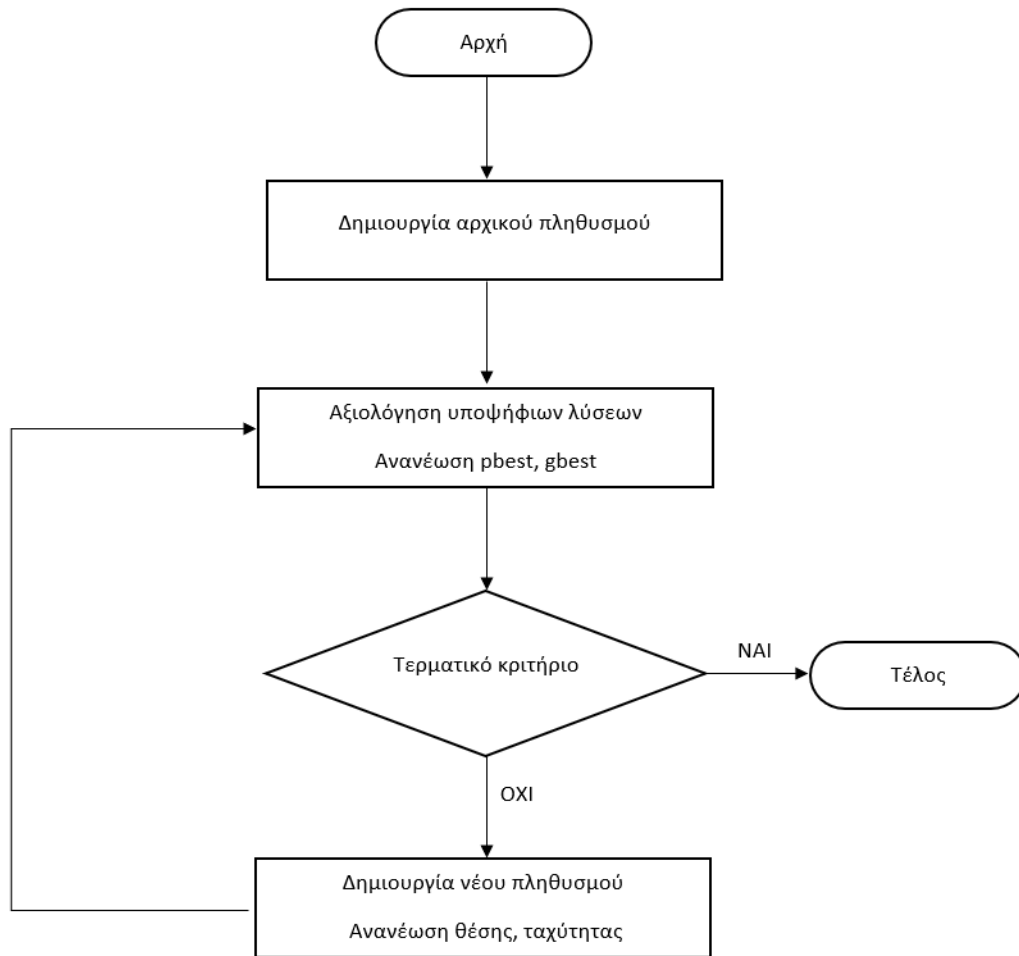 Αρχή
Δημιουργία αρχικού πληθυσμού
Αξιολόγηση υποψήφιων λύσεων
Ανανέωση pbest, gbest
Τερματικό κριτήριο
ΝΑΙ
Τέλος
ΟΧΙ
Δημιουργία νέου πληθυσμού
Ανανέωση θέσης, ταχύτητας